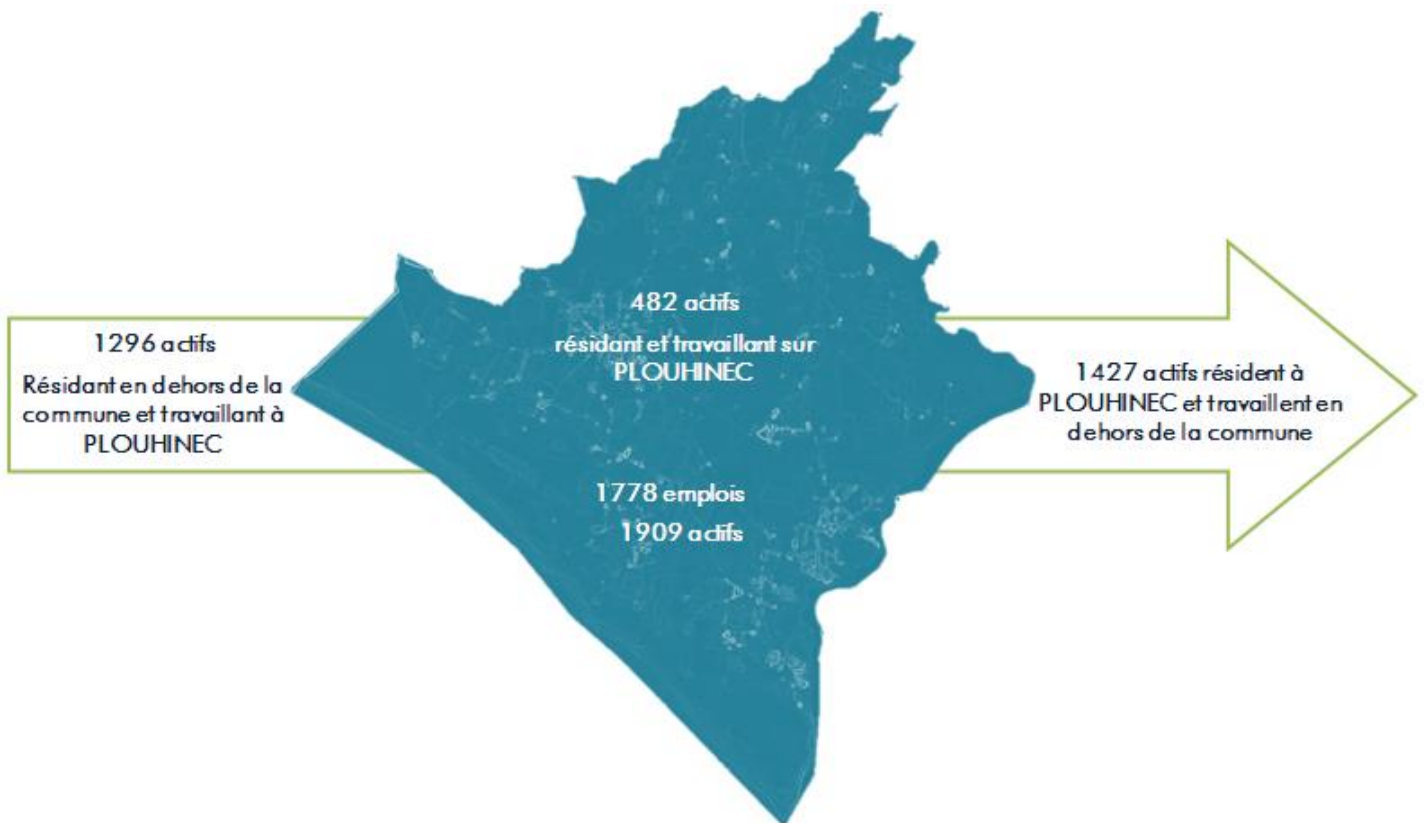 1296 actifs
Résidant en dehors de la
commune et travaillant à
PLOUHINEC
482 actifs
résidant et travaillant sur
PLOUHINEC
1778 emplois
1909 actifs
1427 actifs résident à
PLOUHINEC et travaillent en
dehors de la commune